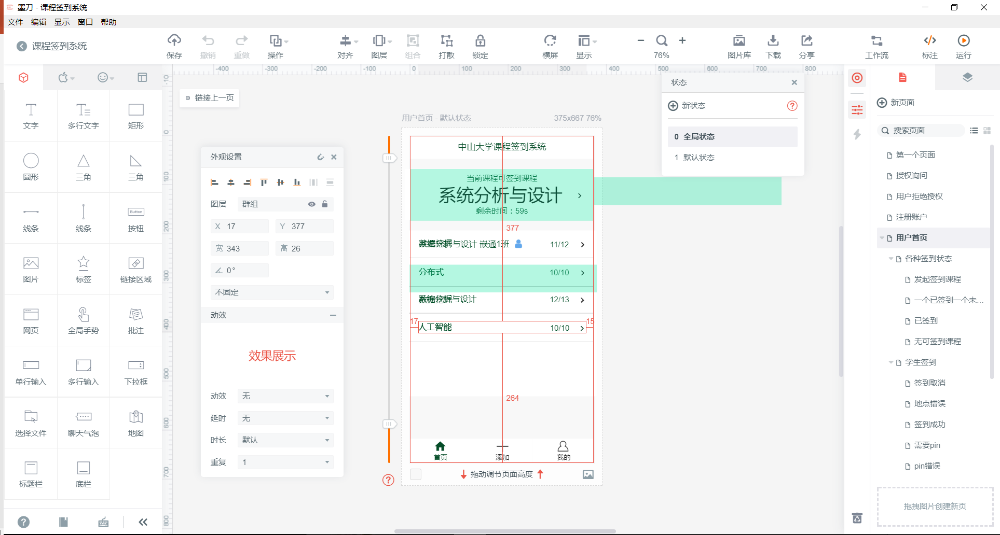 墨刀 - 课程签到系统
文件 编辑 显示 窗口 帮助
课程签到系统
保存 撤销 重做 操作 对齐 图层 组合 打散 锁定 横屏 显示 76% 图片库 下载 分享 工作流 标注 运行
-400 -300 -200 -100 0 100 200 300 400 500 600 700 800
-10
0
100
200
300
400
500
600
700
800
文字 多行文字 矩形
圆形 三角 三角
线条 线条 Button 按钮
图片 标签 链接区域
网页 全局手势 批注
单行输入 多行输入 下拉框
选择文件 聊天气泡 地图
标题栏 底栏
链接上一页
外观设置
图层 群组
X 17 Y 377
宽 343 高 26
0°
不固定
动效
效果展示
动效 无
延时 无
时长 默认
重复 1
用户首页 - 默认状态 375x667 76%
中山大学课程签到系统
当前课程可签到课程
系统分析与设计
剩余时间：59s
377
数据挖掘与设计 嵌通1班 11/12
分布式 10/10
系统分析与设计 12/13
17 15
人工智能 10/10
264
首页 添加 我的
拖动调节页面高度
状态
新状态
0 全局状态
1 默认状态
新页面
搜索页面
第一个页面
授权询问
用户拒绝授权
注册账户
用户首页
各种签到状态
发起签到课程
一个已签到一个未...
已签到
无可签到课程
学生签到
签到取消
地点错误
签到成功
需要pin
pin错误
拖拽图片创建新页